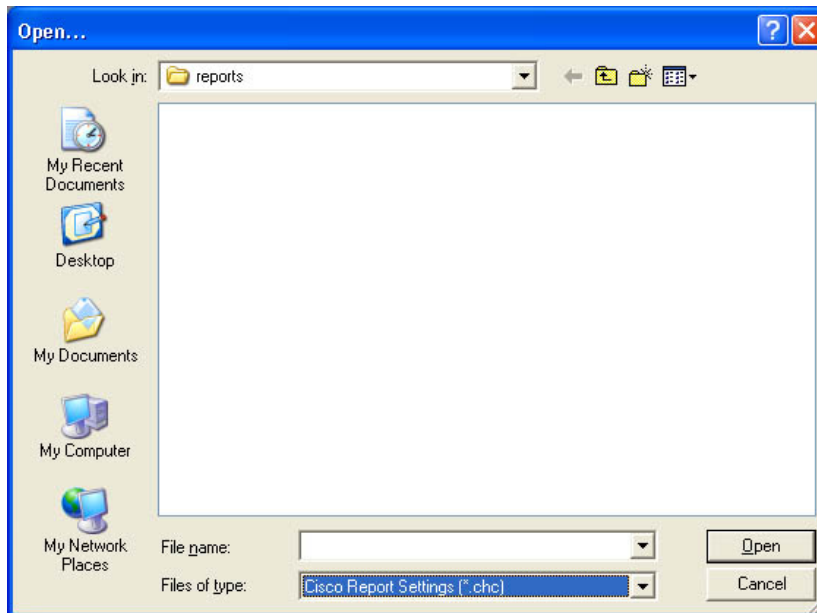 Open...
Look in:
reports
My Recent
Documents
Desktop
My Documents
My Computer
My Network
Places
File name:
Open
Files of type:
Cisco Report Settings (*.chc)
Cancel